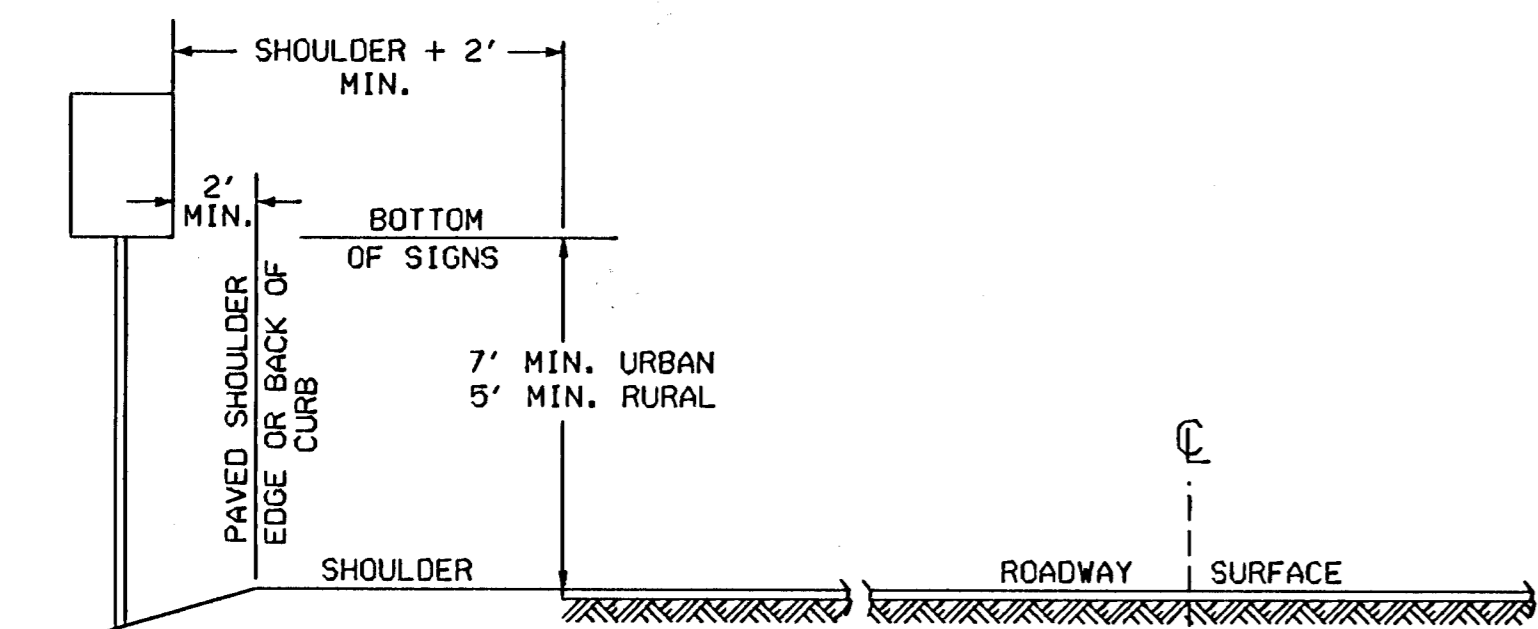 SHOULDER + 2'
MIN.
2'
MIN.
BOTTOM
OF SIGNS
PAVED SHOULDER
EDGE OR BACK OF
CURB
7' MIN. URBAN
5' MIN. RURAL
℄
SHOULDER
ROADWAY SURFACE